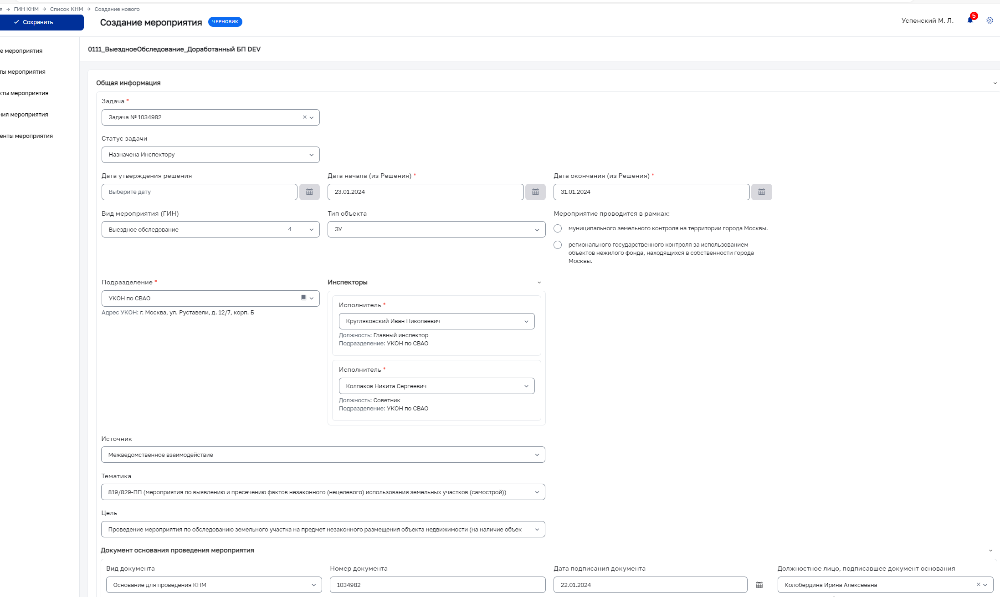 я → ГИН КНМ → Список КНМ → Создание нового
Сохранить
Создание мероприятия ЧЕРНОВИК
Успенский М. Л. 5
0111_ВыездноеОбследование_Доработанный БП DEV
е мероприятия
ты мероприятия
кты мероприятия
ния мероприятия
енты мероприятия
Общая информация
Задача *
Задача № 1034982
Статус задачи
Назначена Инспектору
Дата утверждения решения
Выберите дату
Дата начала (из Решения) *
23.01.2024
Дата окончания (из Решения) *
31.01.2024
Вид мероприятия (ГИН)
Выездное обследование 4
Тип объекта
ЗУ
Мероприятие проводится в рамках:
муниципального земельного контроля на территории города Москвы.
регионального государственного контроля за использованием
объектов нежилого фонда, находящихся в собственности города
Москвы.
Подразделение *
УКОН по СВАО
Адрес УКОН: г. Москва, ул. Руставели, д. 12/7, корп. Б
Инспекторы
Исполнитель *
Кругляковский Иван Николаевич
Должность: Главный инспектор
Подразделение: УКОН по СВАО
Исполнитель *
Колпаков Никита Сергеевич
Должность: Советник
Подразделение: УКОН по СВАО
Источник
Межведомственное взаимодействие
Тематика
819/829-ПП (мероприятия по выявлению и пресечению фактов незаконного (нецелевого) использования земельных участков (самострой))
Цель
Проведение мероприятия по обследованию земельного участка на предмет незаконного размещения объекта недвижимости (на наличие объек
Документ основания проведения мероприятия
Вид документа
Основание для проведения КНМ
Номер документа
1034982
Дата подписания документа
22.01.2024
Должностное лицо, подписавшее документ основания
Колобердина Ирина Алексеевна